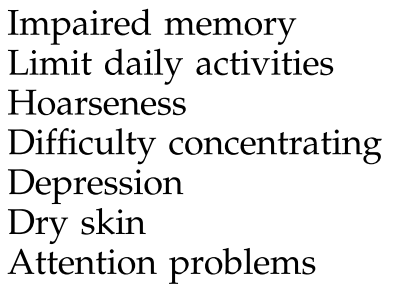 Impaired memory
Limit daily activities
Hoarseness
Difficulty concentrating
Depression
Dry skin
Attention problems